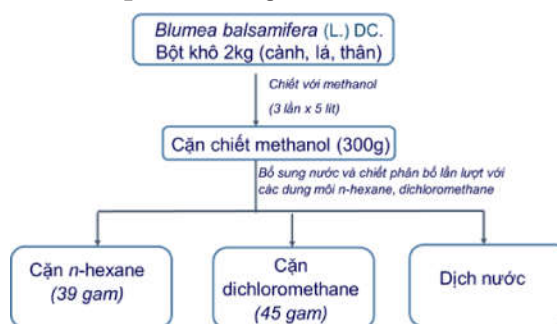 Blumea balsamifera (L.) DC.
Bột khô 2kg (cành, lá, thân)
Chiết với methanol
(3 lần x 5 lít)
Cặn chiết methanol (300g)
Bổ sung nước và chiết phân bố lần lượt với
các dung môi n-hexane, dichloromethane
Cặn n-hexane
(39 gam)
Cặn
dichloromethane
(45 gam)
Dịch nước